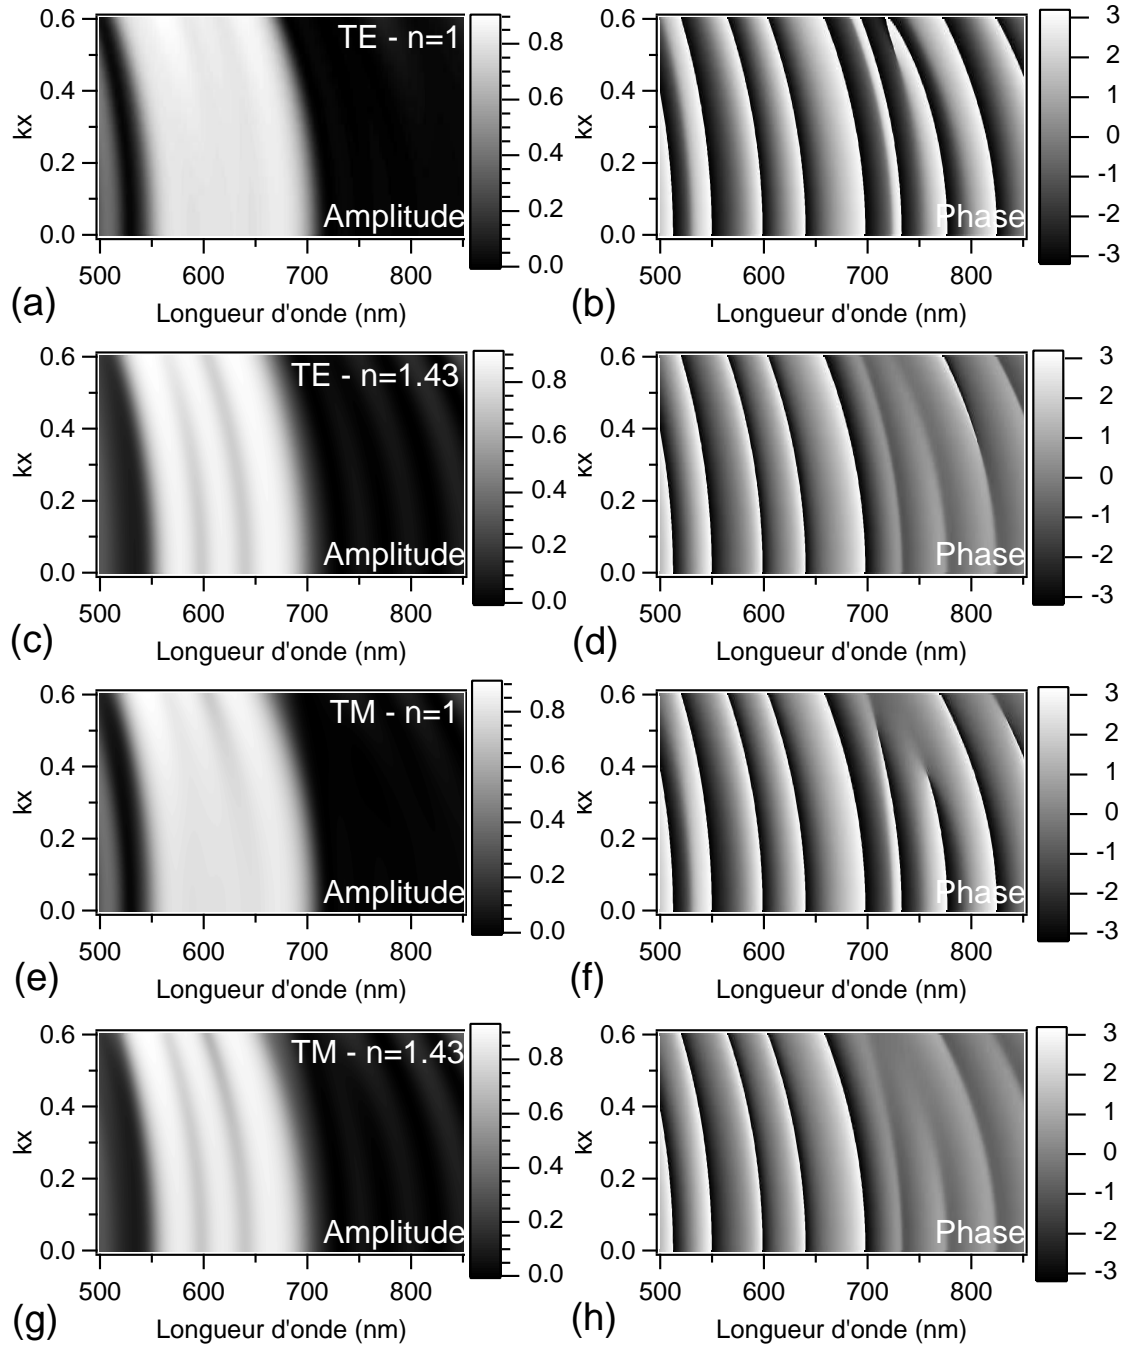 0.6
0.4
0.2
0.0
kx
TE - n=1
Amplitude
500 600 700 800
Longueur d'onde (nm)
0.8
0.6
0.4
0.2
0.0
(a)
0.6
0.4
0.2
0.0
kx
Phase
500 600 700 800
Longueur d'onde (nm)
3
2
1
0
-1
-2
-3
(b)
0.6
0.4
0.2
0.0
kx
TE - n=1.43
Amplitude
500 600 700 800
Longueur d'onde (nm)
0.8
0.6
0.4
0.2
0.0
(c)
0.6
0.4
0.2
0.0
kx
Phase
500 600 700 800
Longueur d'onde (nm)
3
2
1
0
-1
-2
-3
(d)
0.6
0.4
0.2
0.0
kx
TM - n=1
Amplitude
500 600 700 800
Longueur d'onde (nm)
0.8
0.6
0.4
0.2
0.0
(e)
0.6
0.4
0.2
0.0
kx
Phase
500 600 700 800
Longueur d'onde (nm)
3
2
1
0
-1
-2
-3
(f)
0.6
0.4
0.2
0.0
kx
TM - n=1.43
Amplitude
500 600 700 800
Longueur d'onde (nm)
0.8
0.6
0.4
0.2
0.0
(g)
0.6
0.4
0.2
0.0
kx
Phase
500 600 700 800
Longueur d'onde (nm)
3
2
1
0
-1
-2
-3
(h)